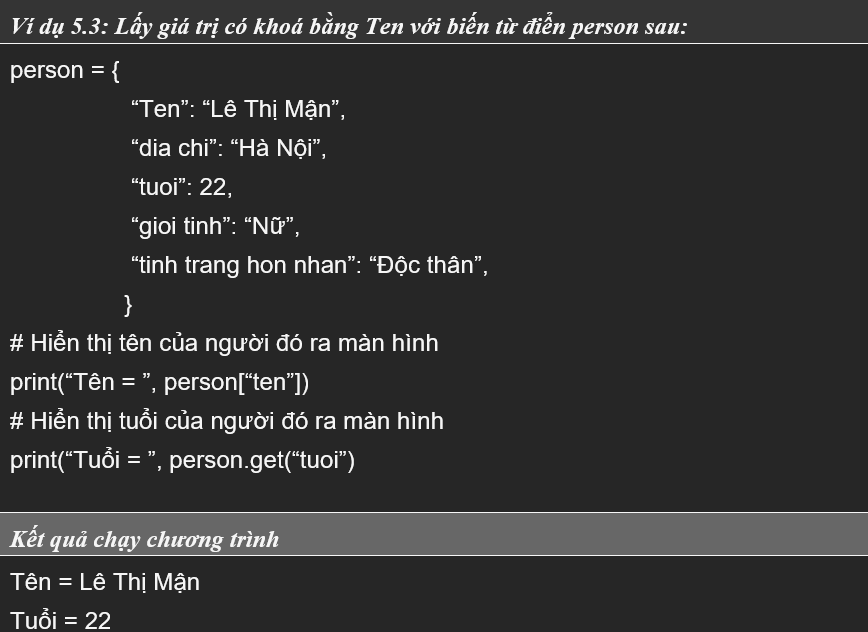 Ví dụ 5.3: Lấy giá trị có khoá bằng Ten với biến từ điển person sau:
person = {
“Ten”: “Lê Thị Mận”,
“dia chi”: “Hà Nội”,
“tuoi”: 22,
“gioi tinh”: “Nữ”,
“tinh trang hon nhan”: “Độc thân”,
}
# Hiển thị tên của người đó ra màn hình
print(“Tên = ”, person[“ten”])
# Hiển thị tuổi của người đó ra màn hình
print(“Tuổi = ”, person.get(“tuoi”)
Kết quả chạy chương trình
Tên = Lê Thị Mận
Tuổi = 22